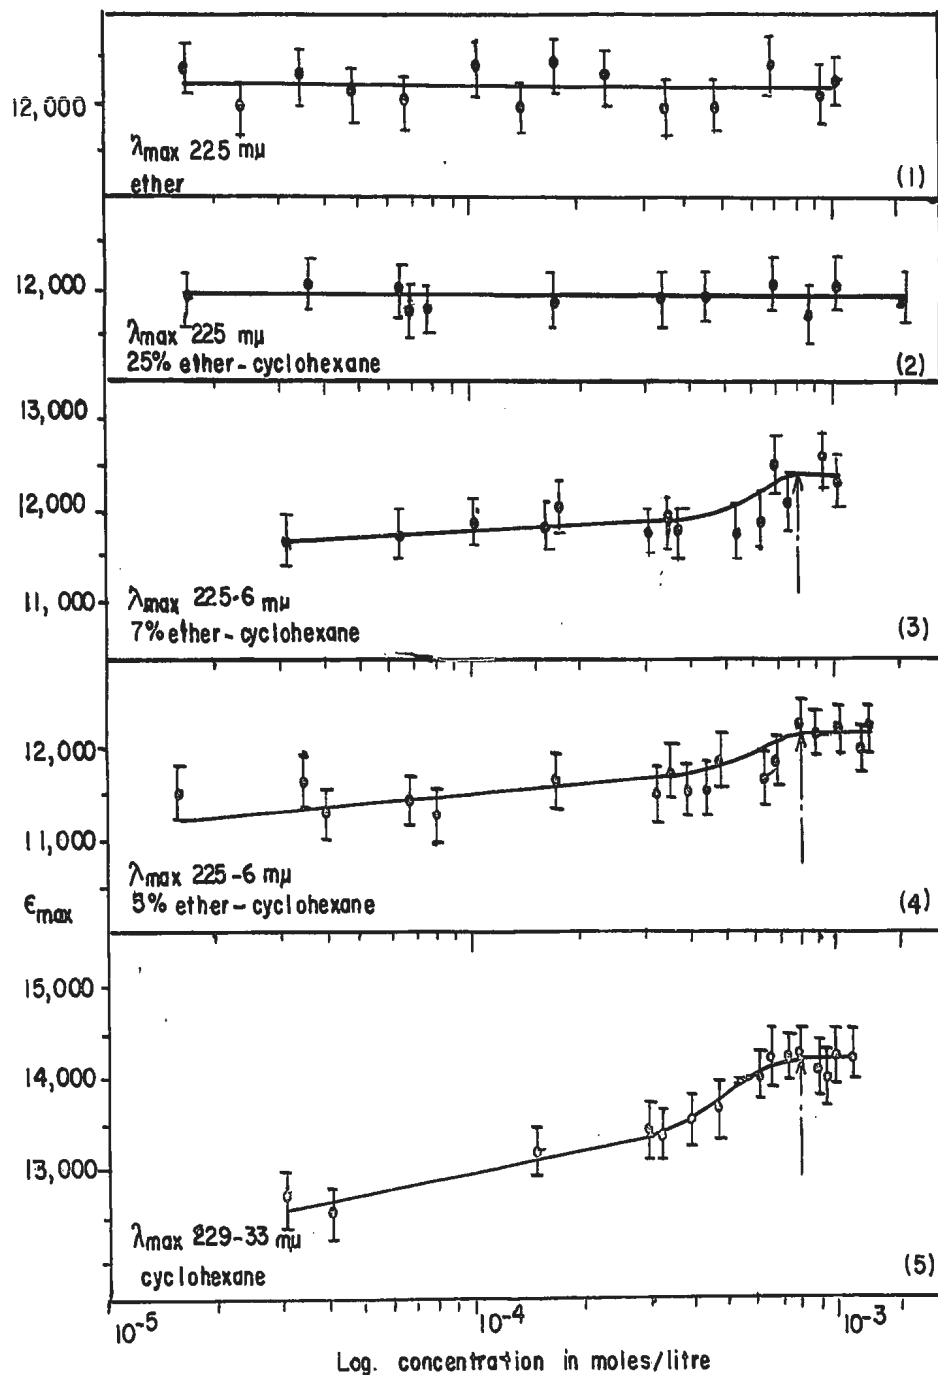 12,000
λmax 225 mμ
ether
(1)
12,000
λmax 225 mμ
25% ether-cyclohexane
(2)
13,000
12,000
11,000
λmax 225-6 mμ
7% ether-cyclohexane
(3)
12,000
11,000
λmax 225-6 mμ
5% ether-cyclohexane
(4)
εmax
15,000
14,000
13,000
λmax 229-33 mμ
cyclohexane
(5)
10⁻⁵ 10⁻⁴ 10⁻³
Log. concentration in moles/litre